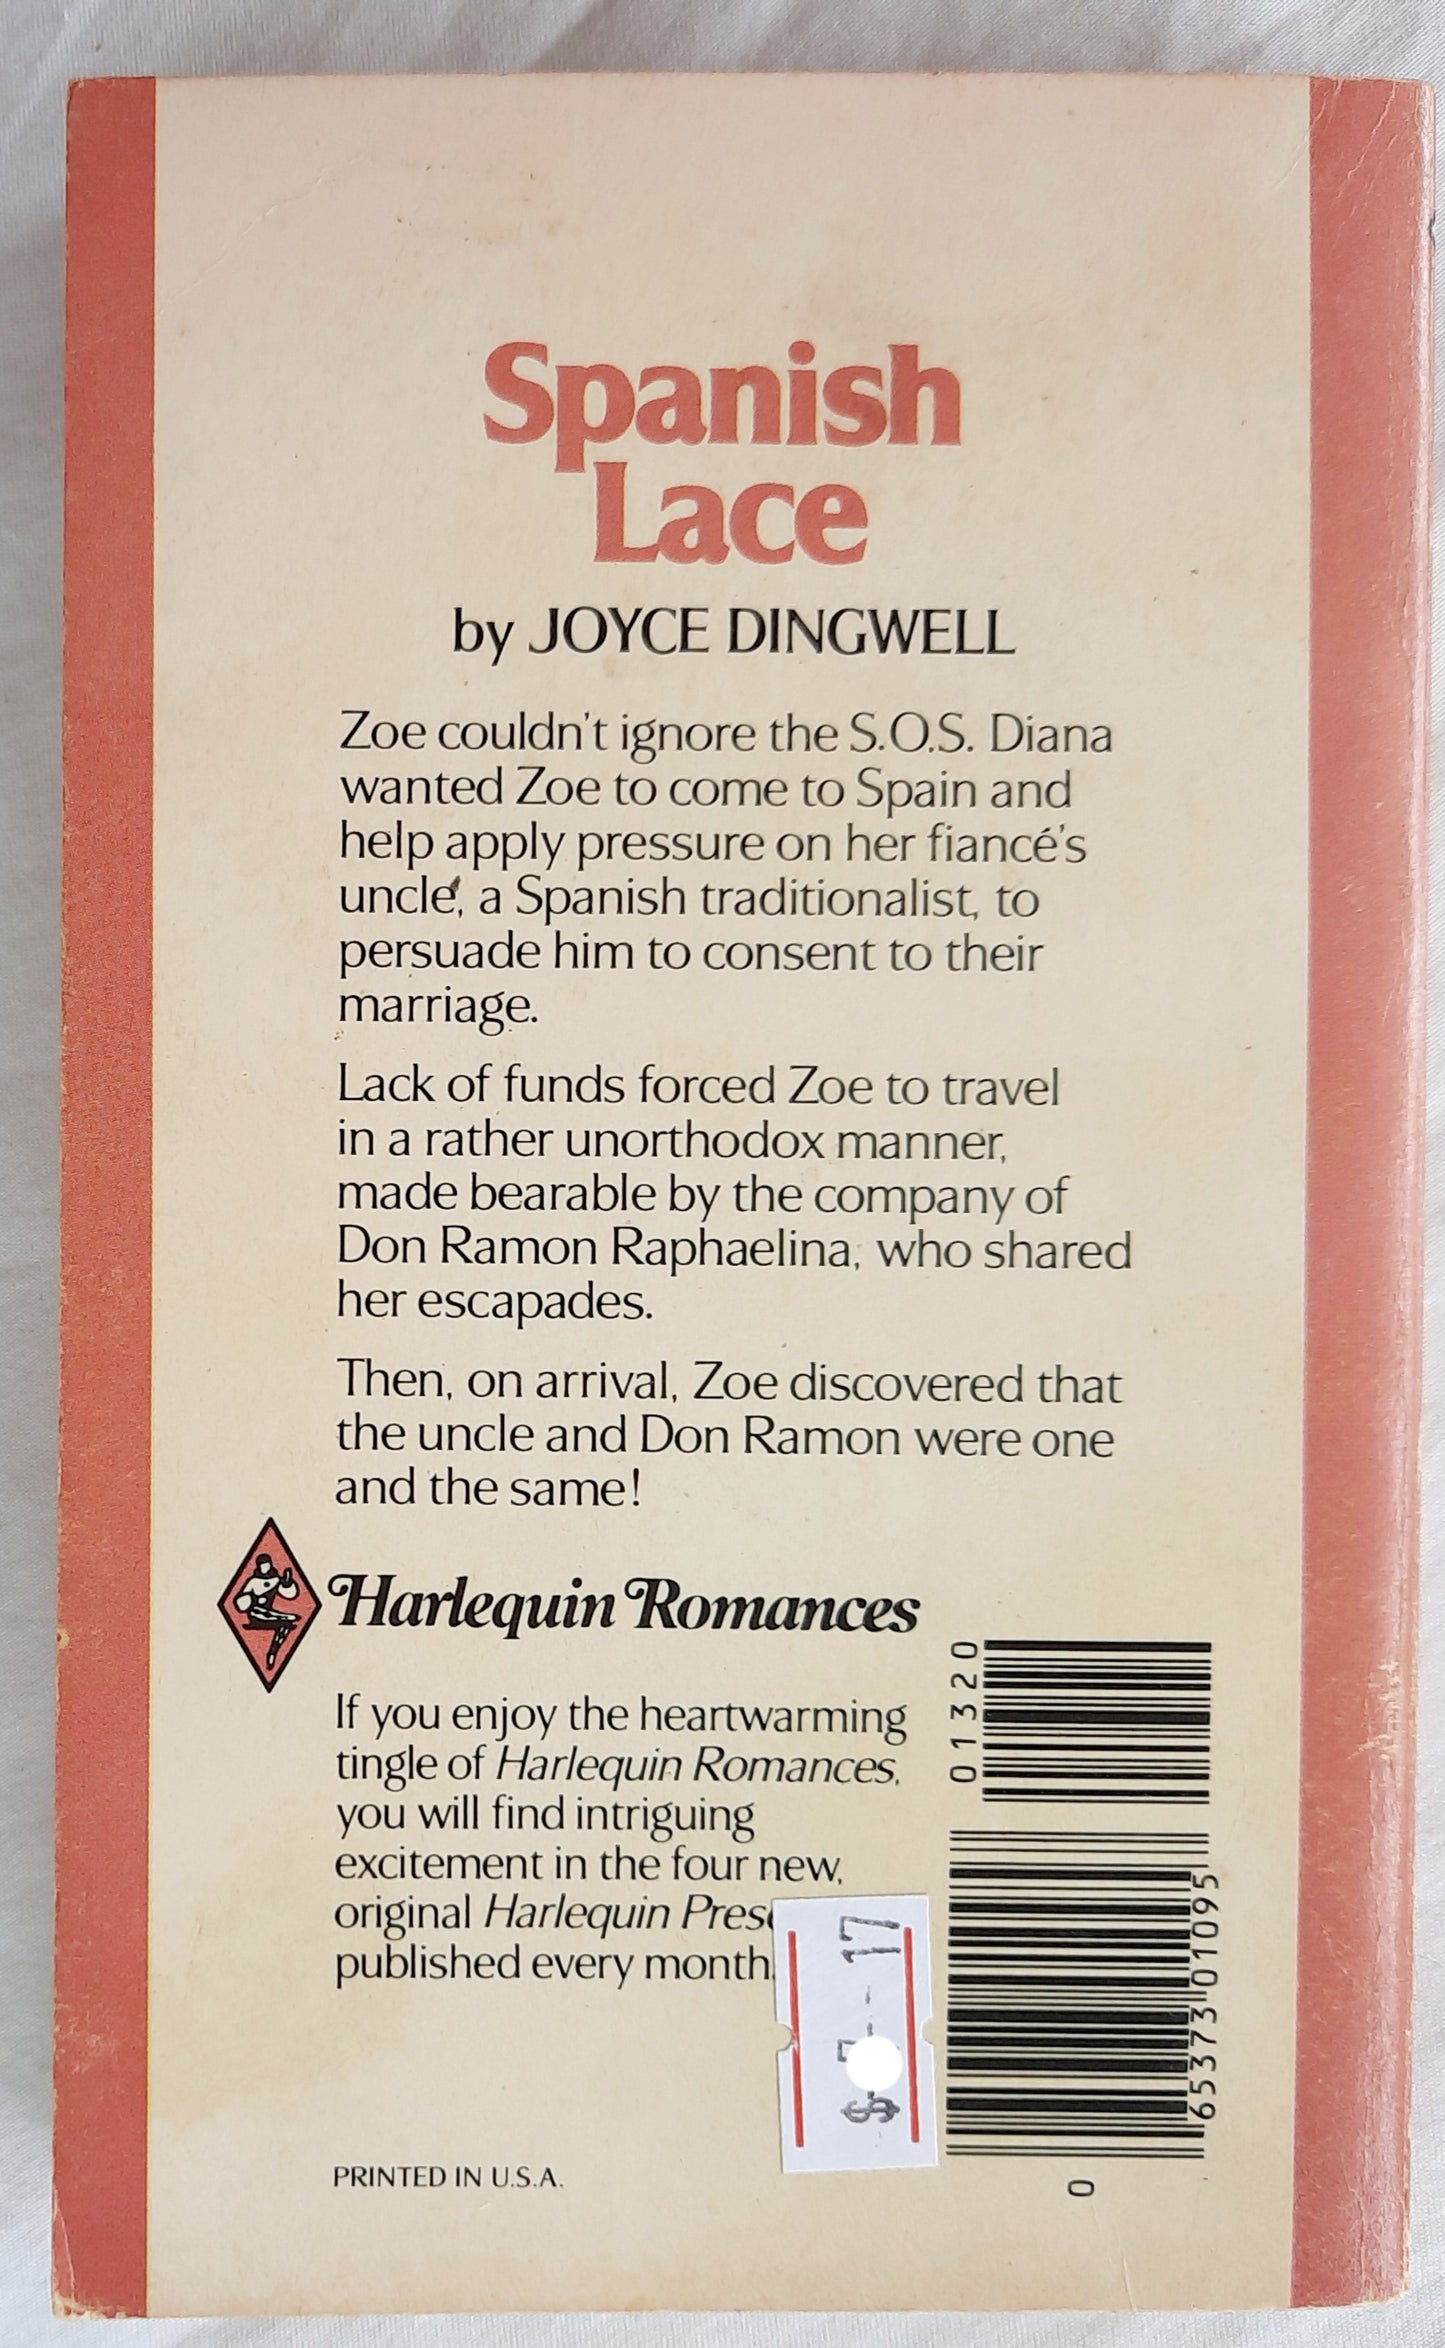 Spanish
Lace
by JOYCE DINGWELL
Zoe couldn't ignore the S.O.S. Diana
wanted Zoe to come to Spain and
help apply pressure on her fiancé's
uncle, a Spanish traditionalist, to
persuade him to consent to their
marriage.
Lack of funds forced Zoe to travel
in a rather unorthodox manner,
made bearable by the company of
Don Ramon Raphaelina, who shared
her escapades.
Then, on arrival, Zoe discovered that
the uncle and Don Ramon were one
and the same!
Harlequin Romances
If you enjoy the heartwarming
tingle of Harlequin Romances,
you will find intriguing
excitement in the four new,
original Harlequin
published every month.
PRINTED IN U.S.A.
01320
65373 01095
0
$ - 17